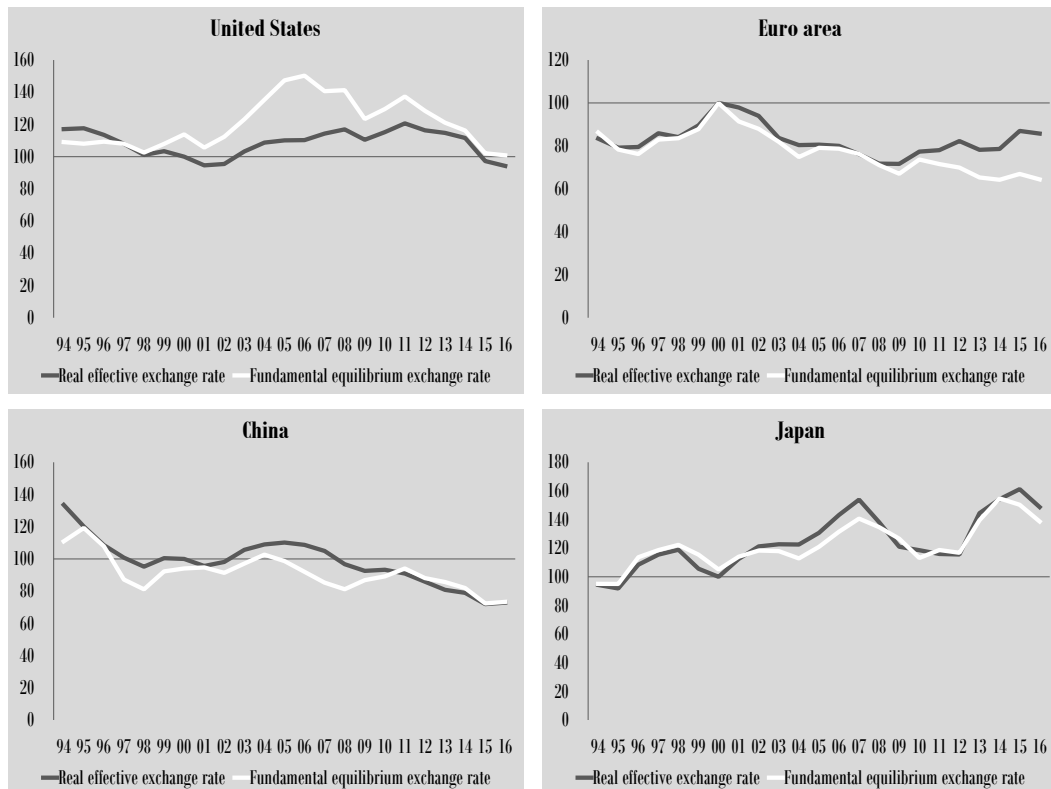 United States
160
140
120
100
80
60
40
20
0
94 95 96 97 98 99 00 01 02 03 04 05 06 07 08 09 10 11 12 13 14 15 16
Real effective exchange rate Fundamental equilibrium exchange rate
Euro area
120
100
80
60
40
20
0
94 95 96 97 98 99 00 01 02 03 04 05 06 07 08 09 10 11 12 13 14 15 16
Real effective exchange rate Fundamental equilibrium exchange rate
China
160
140
120
100
80
60
40
20
0
94 95 96 97 98 99 00 01 02 03 04 05 06 07 08 09 10 11 12 13 14 15 16
Real effective exchange rate Fundamental equilibrium exchange rate
Japan
180
160
140
120
100
80
60
40
20
0
94 95 96 97 98 99 00 01 02 03 04 05 06 07 08 09 10 11 12 13 14 15 16
Real effective exchange rate Fundamental equilibrium exchange rate